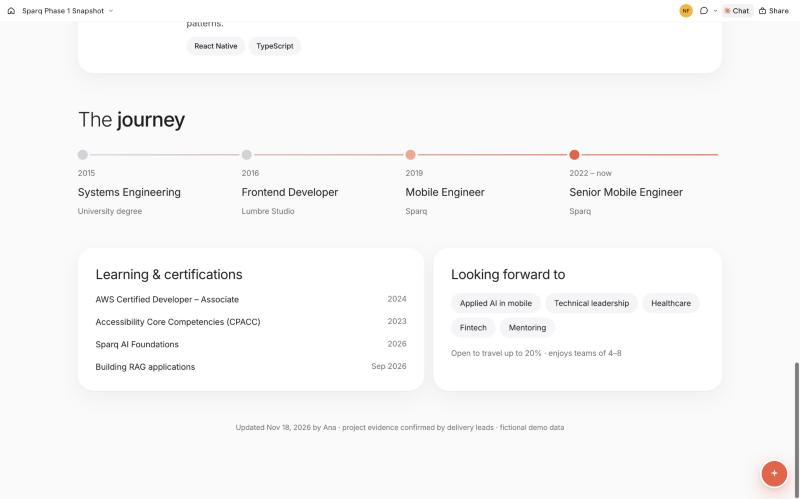 Sparq Phase 1 Snapshot
NF
Chat
Share
patterns.
React Native
TypeScript
The journey
2015
2016
2019
2022 – now
Systems Engineering
Frontend Developer
Mobile Engineer
Senior Mobile Engineer
University degree
Lumbre Studio
Sparq
Sparq
Learning & certifications
AWS Certified Developer – Associate 2024
Accessibility Core Competencies (CPACC) 2023
Sparq AI Foundations 2026
Building RAG applications Sep 2026
Looking forward to
Applied AI in mobile
Technical leadership
Healthcare
Fintech
Mentoring
Open to travel up to 20% · enjoys teams of 4–8
Updated Nov 18, 2026 by Ana · project evidence confirmed by delivery leads · fictional demo data